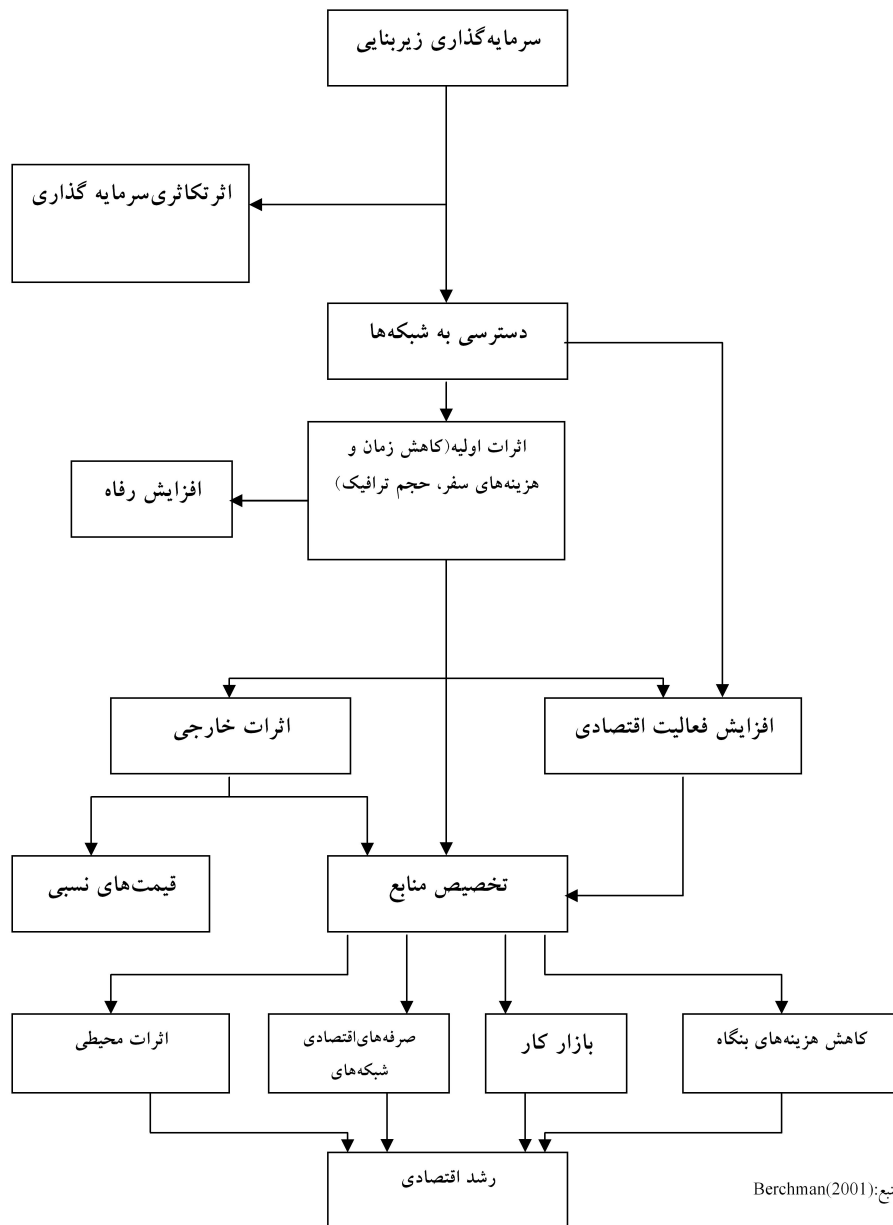 سرمایه‌گذاری زیربنایی
اثرتکاثری‌سرمایه گذاری
دسترسی به شبکه‌ها
اثرات اولیه(کاهش زمان و
هزینه‌های سفر، حجم ترافیک)
افزایش رفاه
افزایش فعالیت اقتصادی
اثرات خارجی
تخصیص منابع
قیمت‌های نسبی
کاهش هزینه‌های بنگاه
بازار کار
صرفه‌های‌اقتصادی
شبکه‌های
اثرات محیطی
رشد اقتصادی
نبع:Berchman(2001)